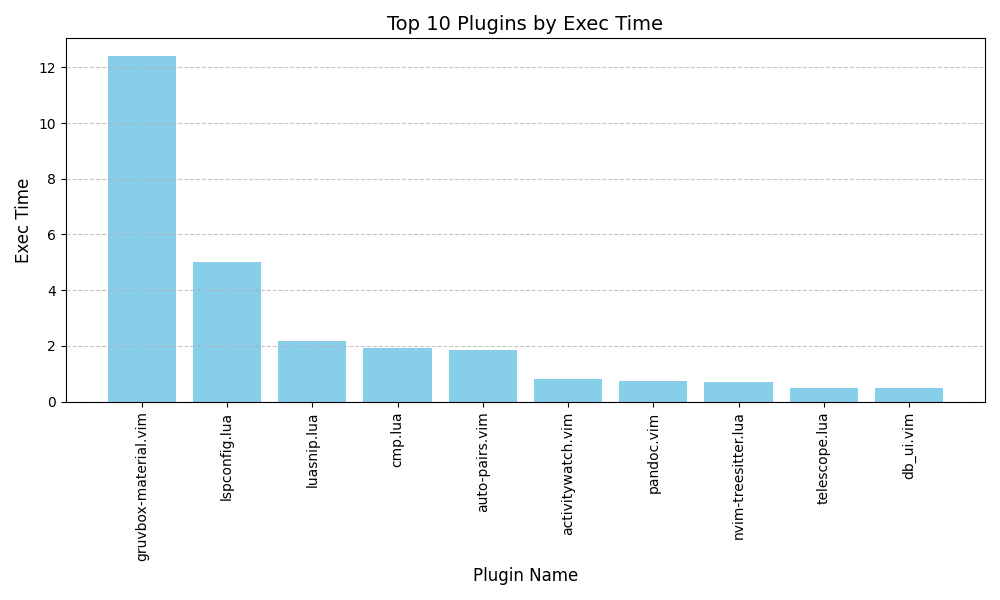 Top 10 Plugins by Exec Time
Exec Time
12
10
8
6
4
2
0
gruvbox-material.vim
lspconfig.lua
luasnip.lua
cmp.lua
auto-pairs.vim
activitywatch.vim
pandoc.vim
nvim-treesitter.lua
telescope.lua
db_ui.vim
Plugin Name